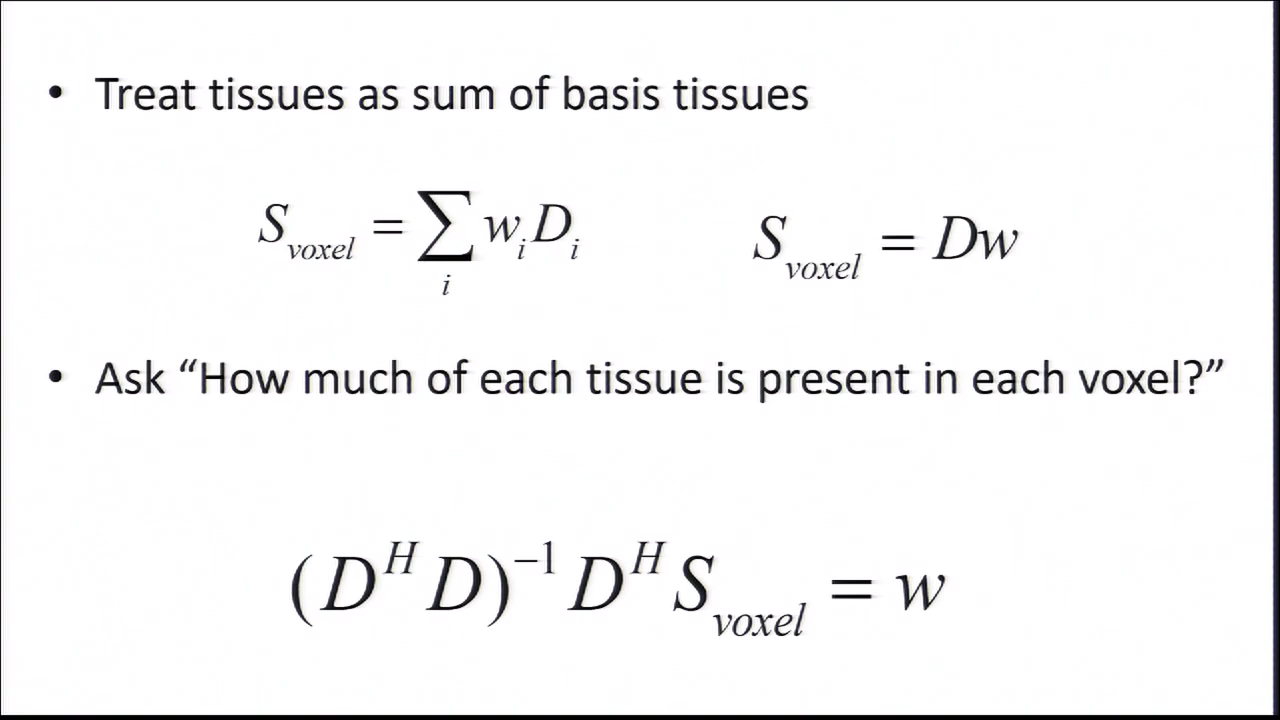 • Treat tissues as sum of basis tissues
S_voxel = ∑_i w_i D_i    S_voxel = Dw
• Ask “How much of each tissue is present in each voxel?”
(D^H D)^−1 D^H S_voxel = w